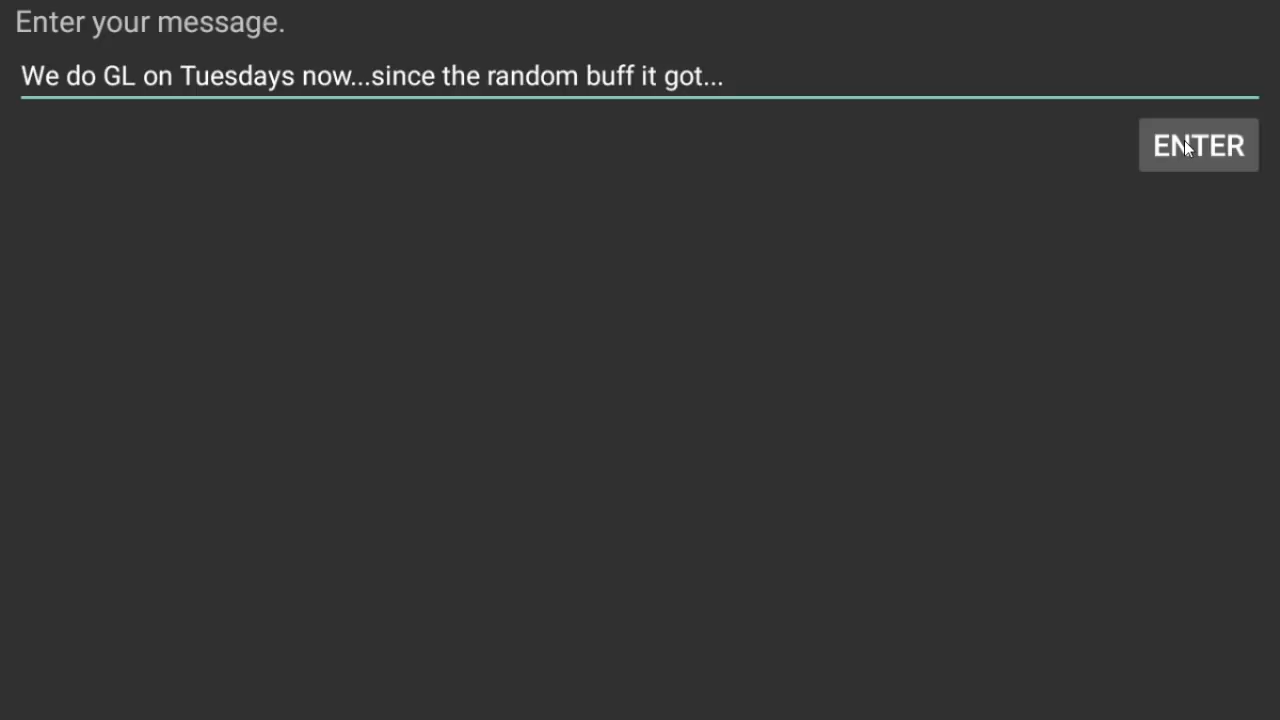 Enter your message.
We do GL on Tuesdays now...since the random buff it got...
ENTER